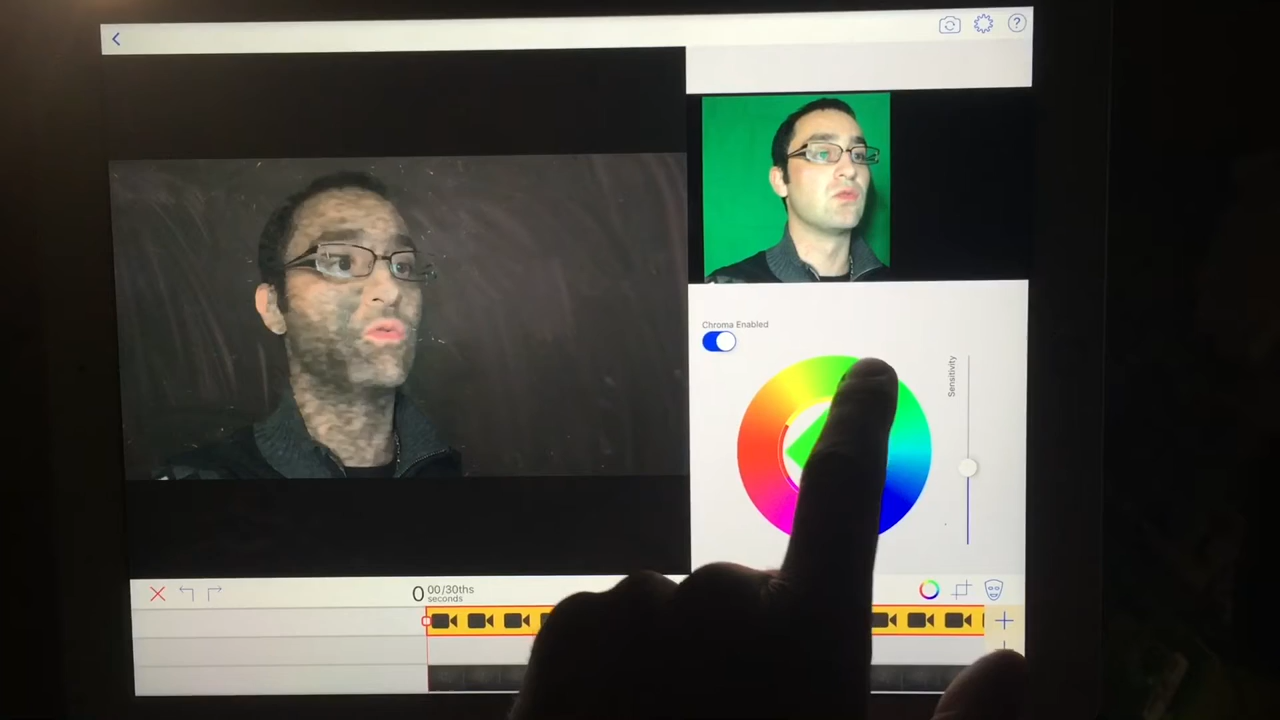 ?
Chroma Enabled
Sensitivity
0 00/30ths
seconds